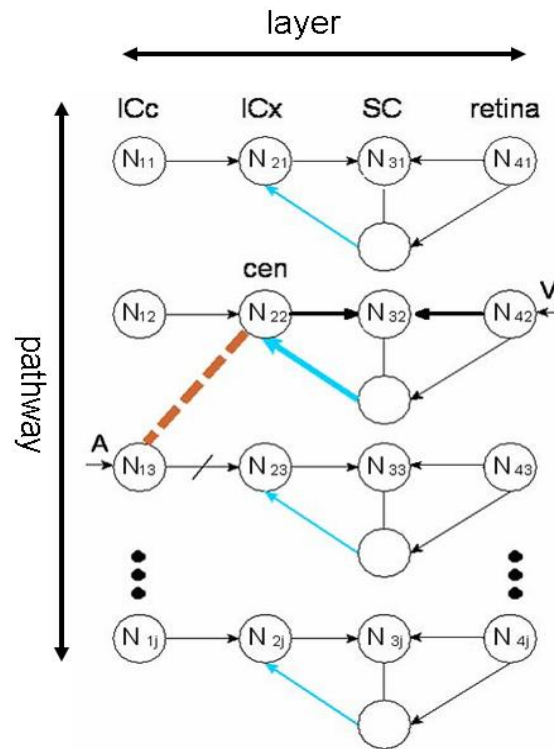 layer
ICc ICx SC retina
N11 N21 N31 N41
cen
V
N12 N22 N32 N42
A
N13 N23 N33 N43
N1j N2j N3j N4j
pathway